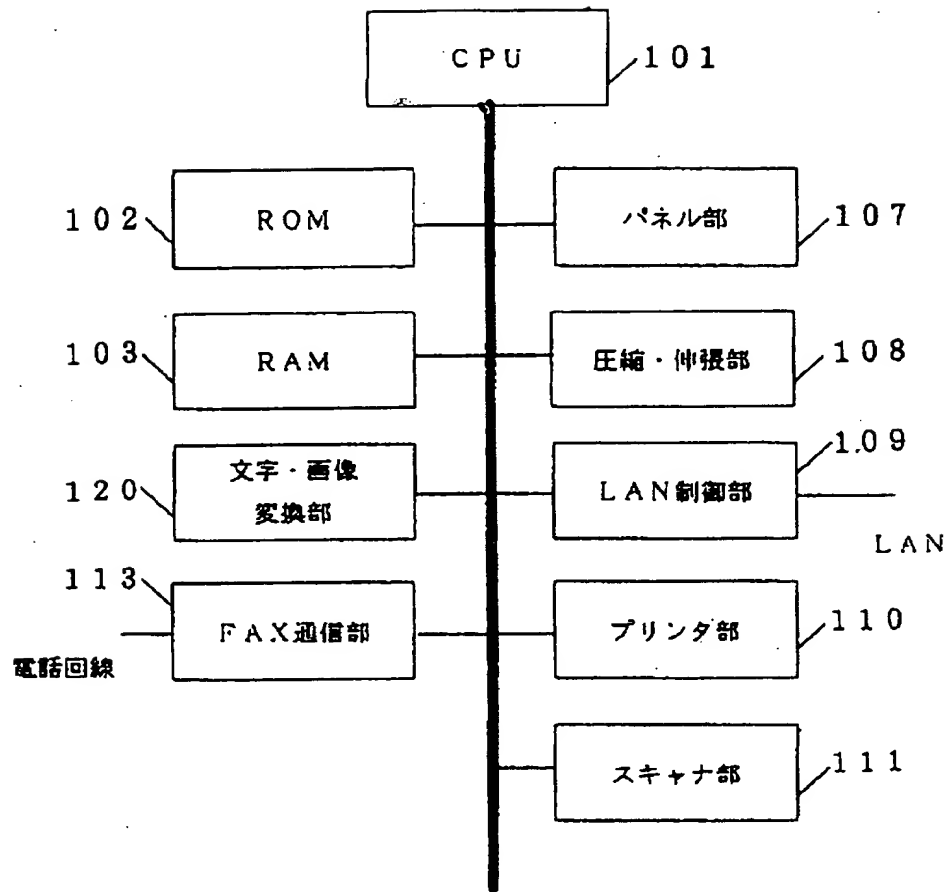 CPU
101
102
ROM
パネル部
107
103
RAM
圧縮・伸張部
108
120
文字・画像
変換部
LAN制御部
109
LAN
113
FAX通信部
電話回線
プリンタ部
110
スキャナ部
111